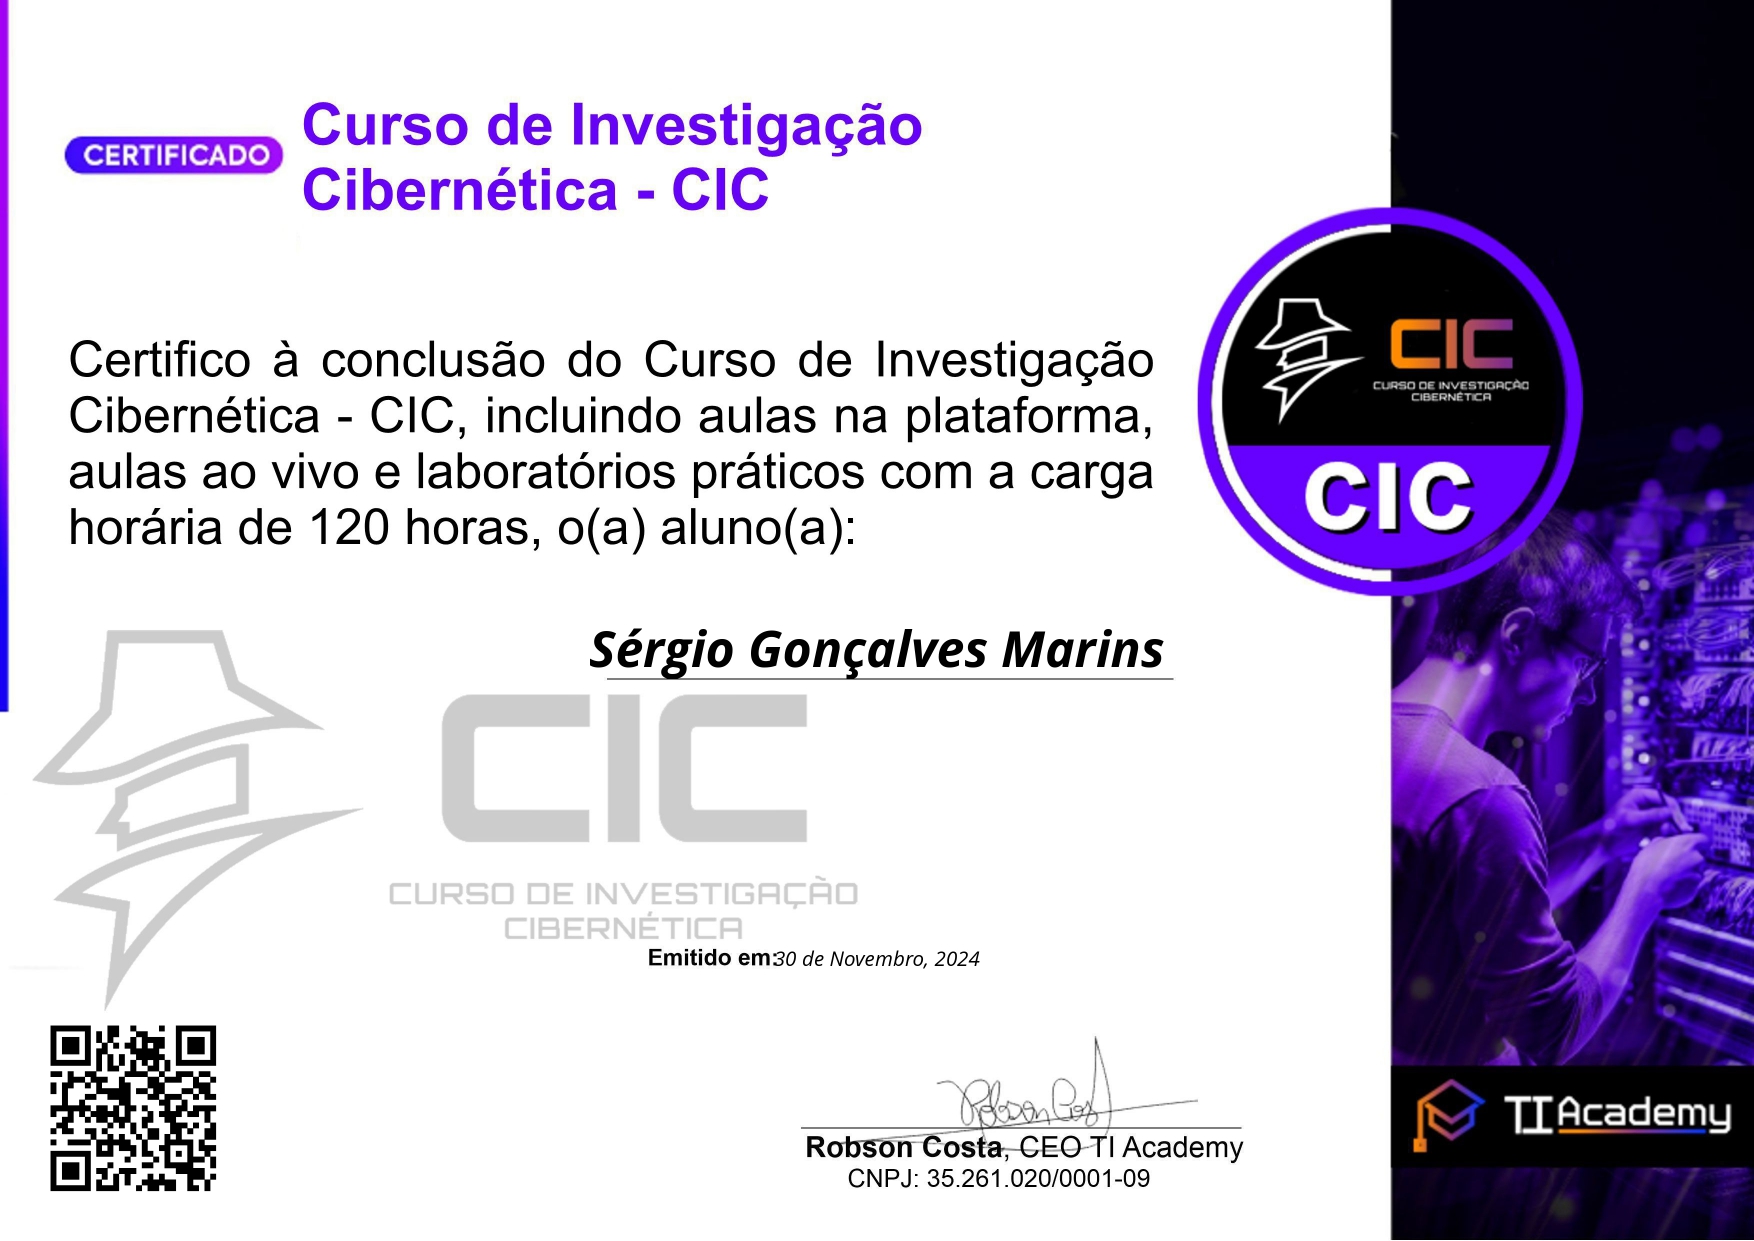 CERTIFICADO
Curso de Investigação
Cibernética - CIC
Certifico à conclusão do Curso de Investigação
Cibernética - CIC, incluindo aulas na plataforma,
aulas ao vivo e laboratórios práticos com a carga
horária de 120 horas, o(a) aluno(a):
CIC
CURSO DE INVESTIGAÇÃO
CIBERNÉTICA
CIC
Sérgio Gonçalves Marins
CIC
CURSO DE INVESTIGAÇÃO
CIBERNÉTICA
Emitido em:30 de Novembro, 2024
Robson Cos
Robson Costa, CEO TI Academy
CNPJ: 35.261.020/0001-09
TI Academy